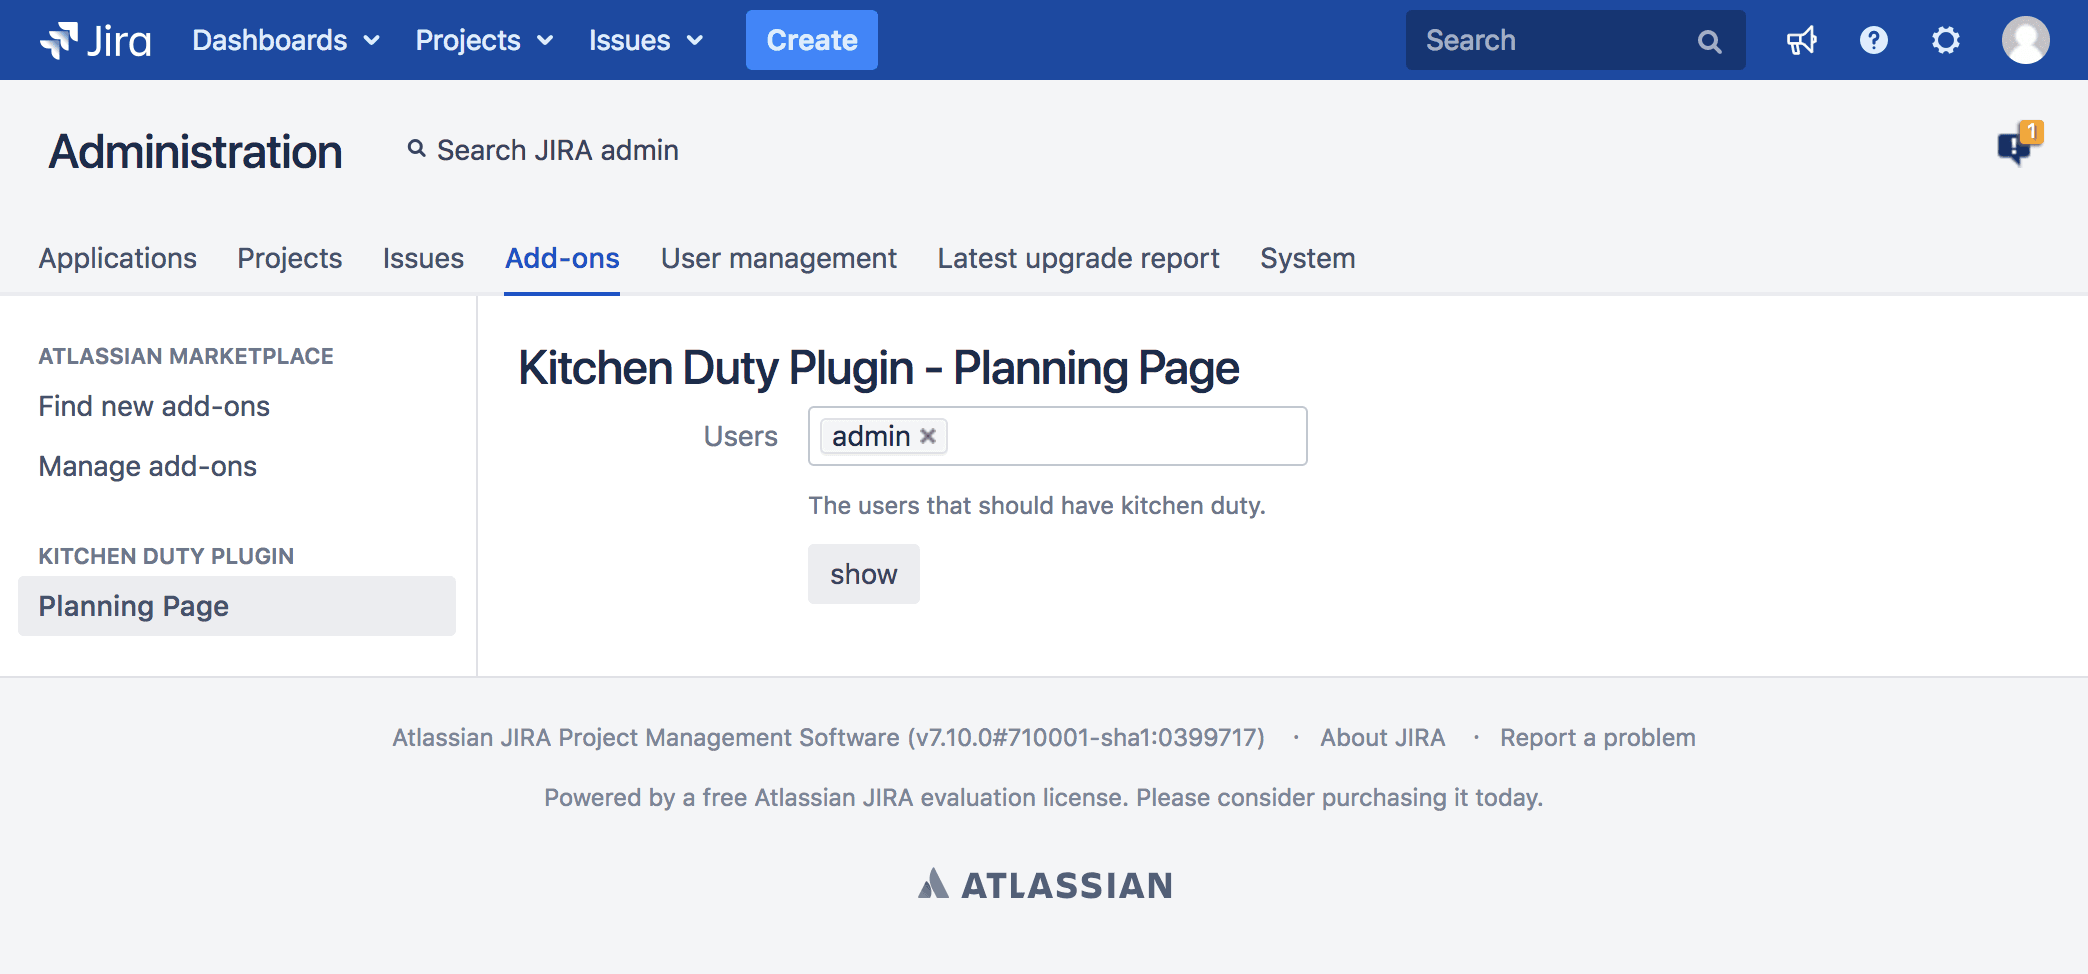 Jira Dashboards Projects Issues Create Search
Administration Search JIRA admin 1
Applications Projects Issues Add-ons User management Latest upgrade report System
ATLASSIAN MARKETPLACE
Find new add-ons
Manage add-ons
KITCHEN DUTY PLUGIN
Planning Page
Kitchen Duty Plugin - Planning Page
Users admin
The users that should have kitchen duty.
show
Atlassian JIRA Project Management Software (v7.10.0#710001-sha1:0399717) · About JIRA · Report a problem
Powered by a free Atlassian JIRA evaluation license. Please consider purchasing it today.
ATLASSIAN